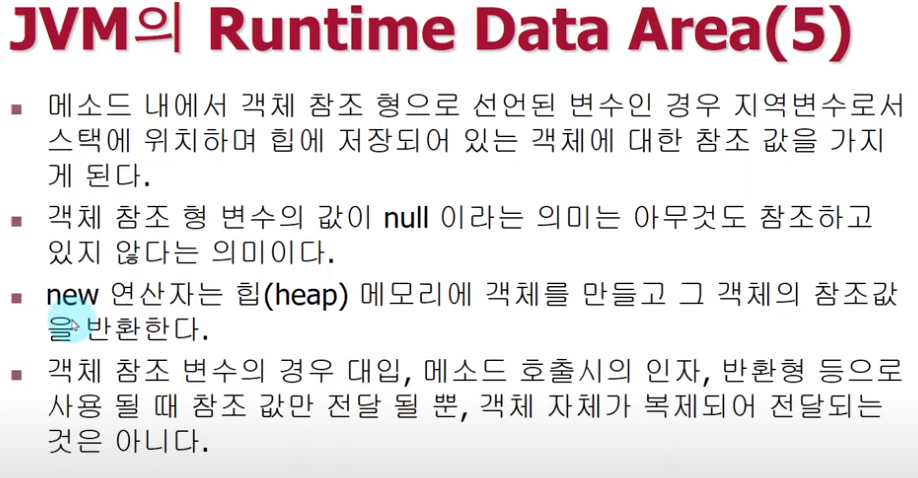 JVM의 Runtime Data Area(5)
▪ 메소드 내에서 객체 참조 형으로 선언된 변수인 경우 지역변수로서
스택에 위치하며 힙에 저장되어 있는 객체에 대한 참조 값을 가지
게 된다.
▪ 객체 참조 형 변수의 값이 null 이라는 의미는 아무것도 참조하고
있지 않다는 의미이다.
▪ new 연산자는 힙(heap) 메모리에 객체를 만들고 그 객체의 참조값
을 반환한다.
▪ 객체 참조 변수의 경우 대입, 메소드 호출시의 인자, 반환형 등으로
사용 될 때 참조 값만 전달 될 뿐, 객체 자체가 복제되어 전달되는
것은 아니다.